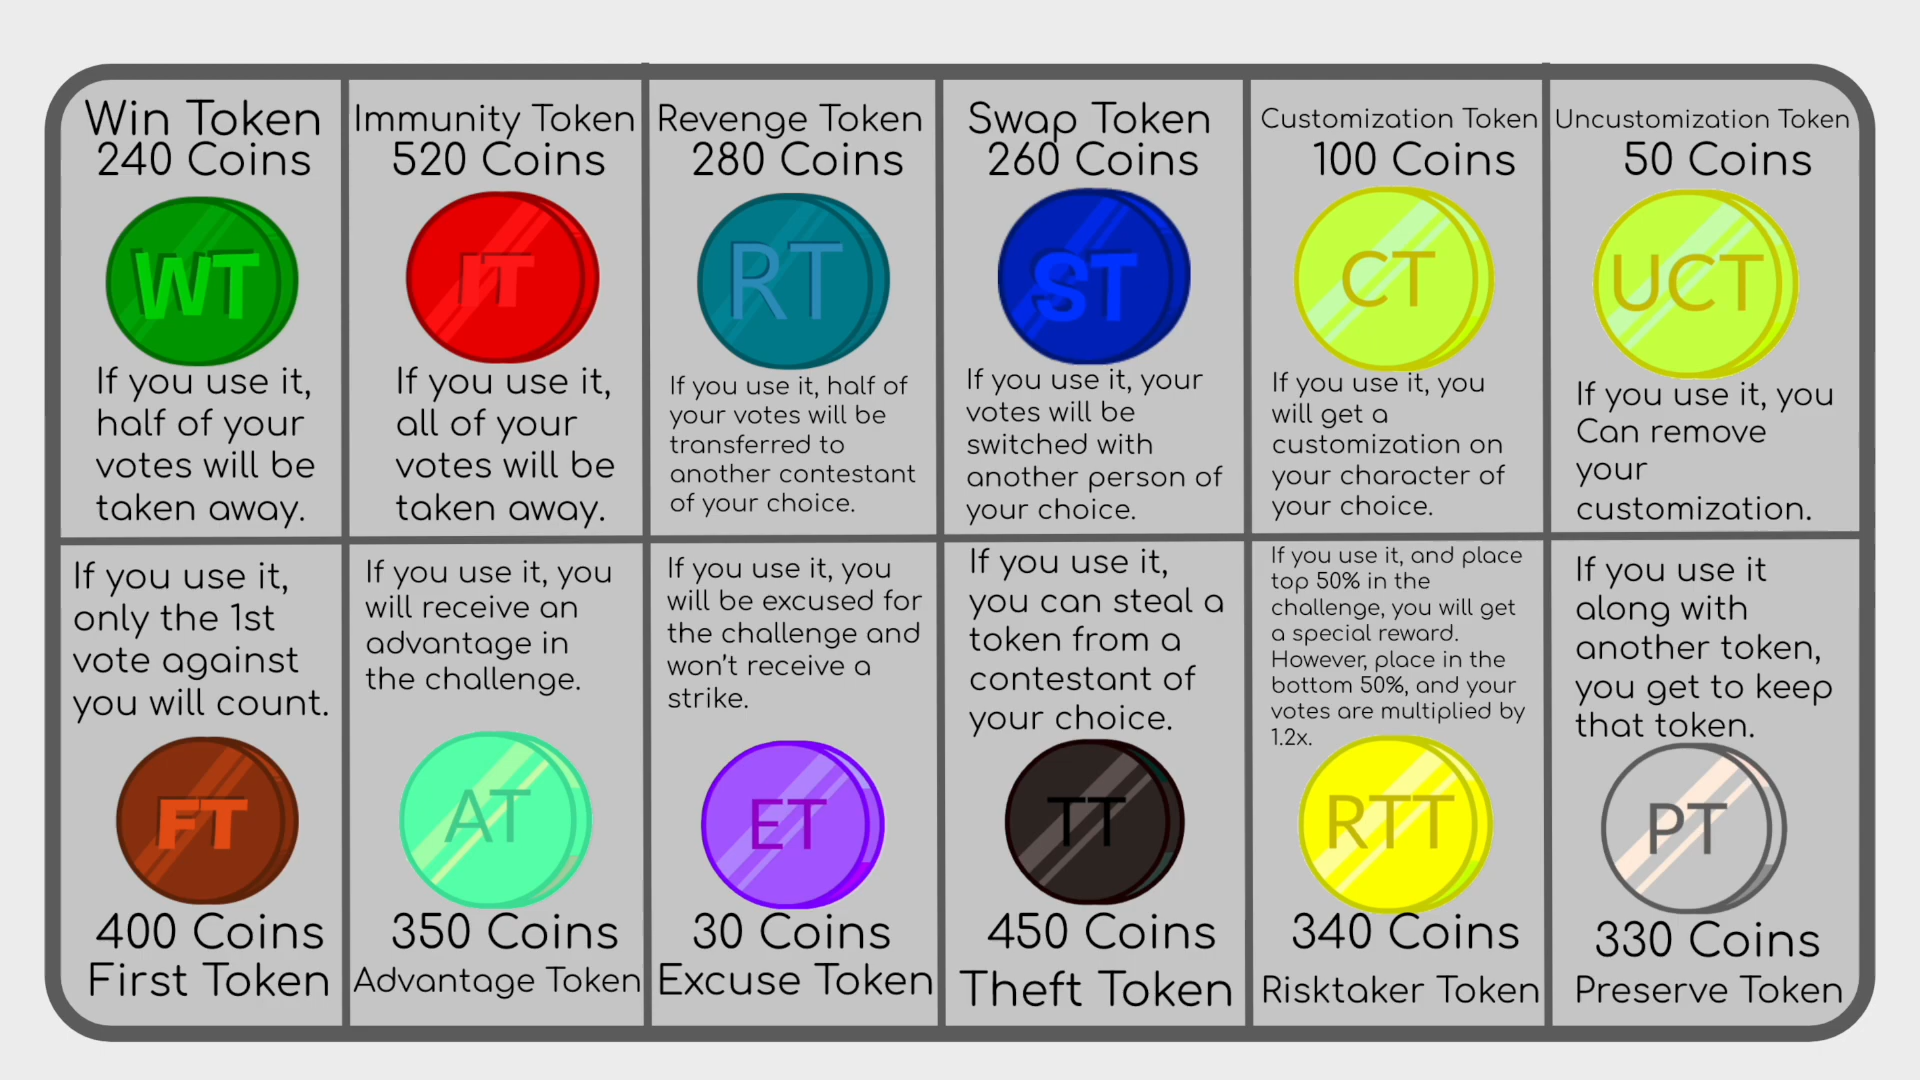 Win Token
240 Coins
WT
If you use it,
half of your
votes will be
taken away.
Immunity Token
520 Coins
IT
If you use it,
all of your
votes will be
taken away.
Revenge Token
280 Coins
RT
If you use it, half of
your votes will be
transferred to
another contestant
of your choice.
Swap Token
260 Coins
ST
If you use it, your
votes will be
switched with
another person of
your choice.
Customization Token
100 Coins
CT
If you use it, you
will get a
customization on
your character of
your choice.
Uncustomization Token
50 Coins
UCT
If you use it, you
Can remove
your
customization.
If you use it,
only the 1st
vote against
you will count.
FT
400 Coins
First Token
If you use it, you
will receive an
advantage in
the challenge.
AT
350 Coins
Advantage Token
If you use it, you
will be excused for
the challenge and
won't receive a
strike.
ET
30 Coins
Excuse Token
If you use it,
you can steal a
token from a
contestant of
your choice.
TT
450 Coins
Theft Token
If you use it, and place
top 50% in the
challenge, you will get
a special reward.
However, place in the
bottom 50%, and your
votes are multiplied by
1.2x.
RTT
340 Coins
Risktaker Token
If you use it
along with
another token,
you get to keep
that token.
PT
330 Coins
Preserve Token